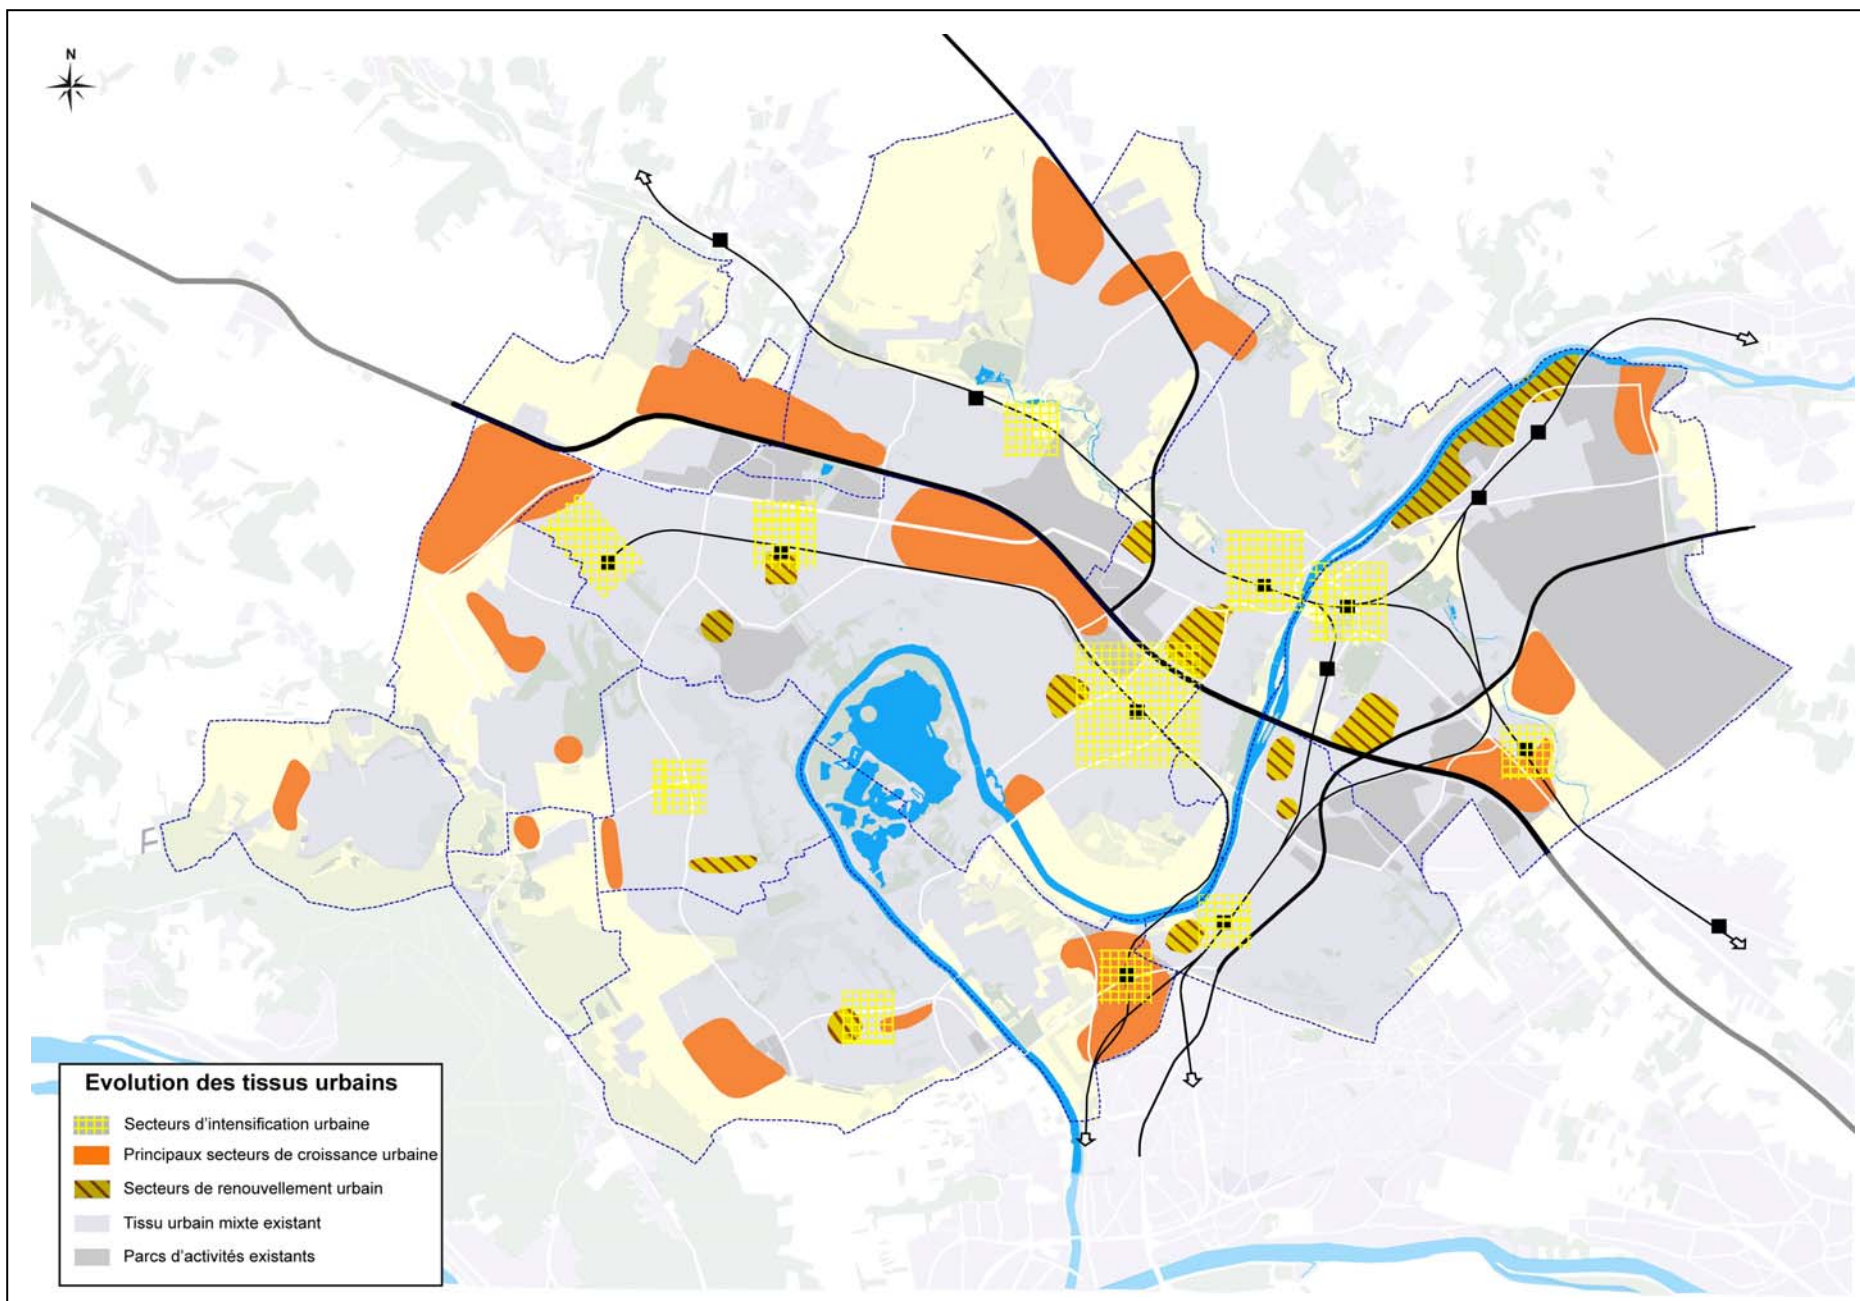 N
F
Evolution des tissus urbains
Secteurs d'intensification urbaine
Principaux secteurs de croissance urbaine
Secteurs de renouvellement urbain
Tissu urbain mixte existant
Parcs d'activités existants